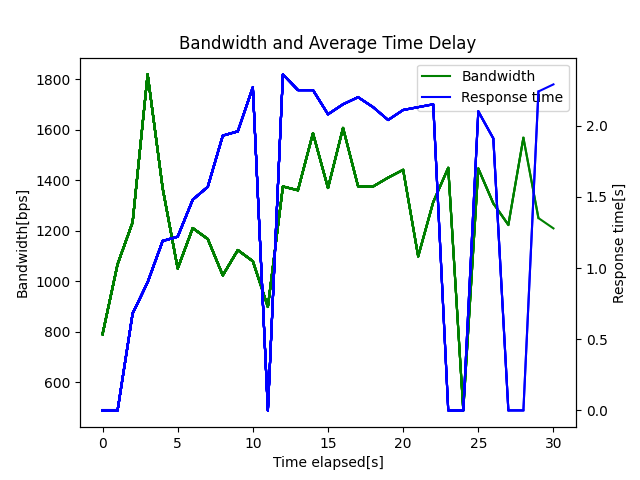 Bandwidth and Average Time Delay
Bandwidth
Response time
1800
1600
1400
1200
1000
800
600
Bandwidth[bps]
2.0
1.5
1.0
0.5
0.0
Response time[s]
0 5 10 15 20 25 30
Time elapsed[s]